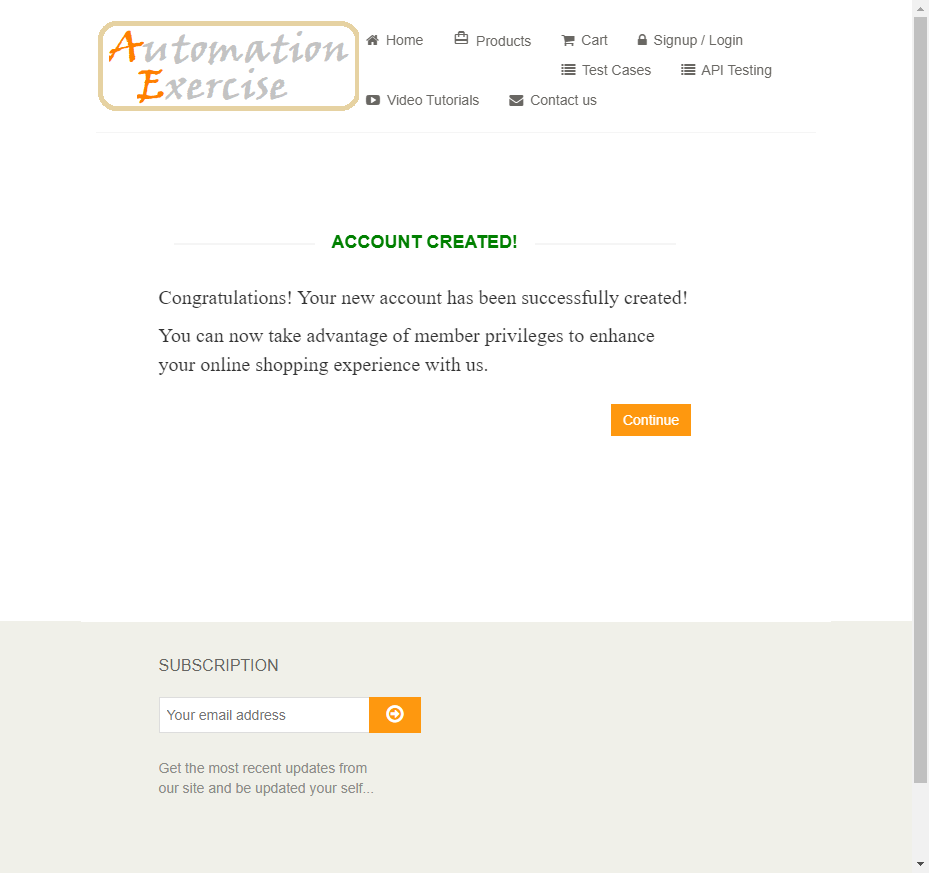 Automation
Exercise
Home
Products
Cart
Signup / Login
Test Cases
API Testing
Video Tutorials
Contact us
ACCOUNT CREATED!
Congratulations! Your new account has been successfully created!
You can now take advantage of member privileges to enhance
your online shopping experience with us.
Continue
SUBSCRIPTION
Your email address
Get the most recent updates from
our site and be updated your self...